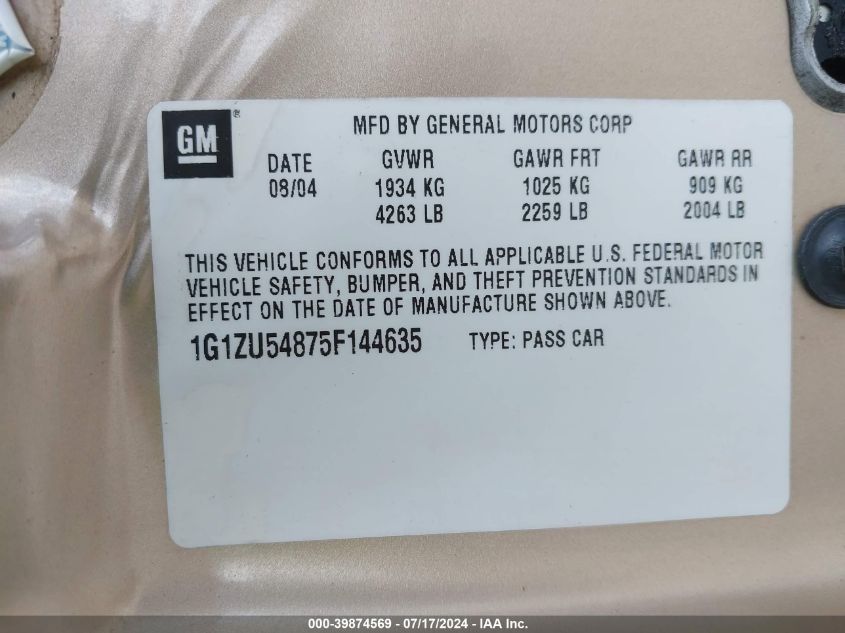 GM ®
MFD BY GENERAL MOTORS CORP
DATE GVWR GAWR FRT GAWR RR
08/04 1934 KG 1025 KG 909 KG
4263 LB 2259 LB 2004 LB
THIS VEHICLE CONFORMS TO ALL APPLICABLE U.S. FEDERAL MOTOR
VEHICLE SAFETY, BUMPER, AND THEFT PREVENTION STANDARDS IN
EFFECT ON THE DATE OF MANUFACTURE SHOWN ABOVE.
1G1ZU54875F144635 TYPE: PASS CAR
000-39874569 - 07/17/2024 - IAA Inc.